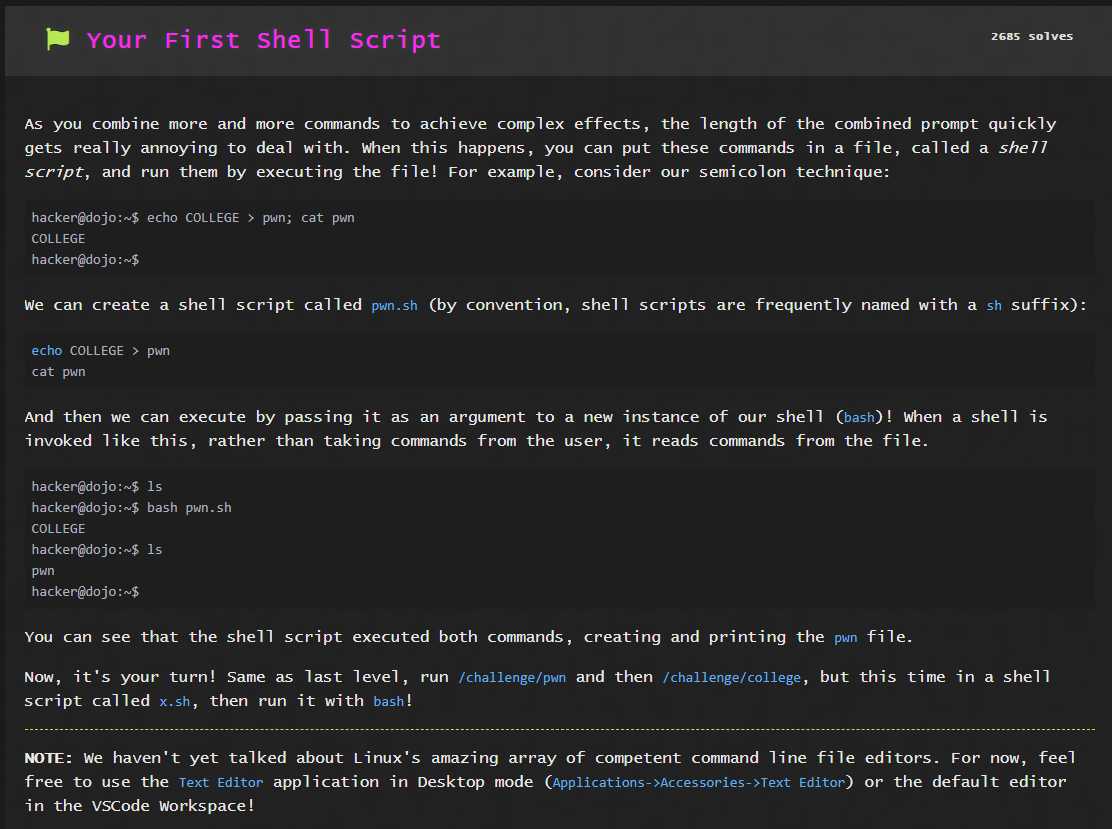 Your First Shell Script
2685 solves
As you combine more and more commands to achieve complex effects, the length of the combined prompt quickly
gets really annoying to deal with. When this happens, you can put these commands in a file, called a shell
script, and run them by executing the file! For example, consider our semicolon technique:
hacker@dojo:~$ echo COLLEGE > pwn; cat pwn
COLLEGE
hacker@dojo:~$
We can create a shell script called pwn.sh (by convention, shell scripts are frequently named with a sh suffix):
echo COLLEGE > pwn
cat pwn
And then we can execute by passing it as an argument to a new instance of our shell (bash)! When a shell is
invoked like this, rather than taking commands from the user, it reads commands from the file.
hacker@dojo:~$ ls
hacker@dojo:~$ bash pwn.sh
COLLEGE
hacker@dojo:~$ ls
pwn
hacker@dojo:~$
You can see that the shell script executed both commands, creating and printing the pwn file.
Now, it's your turn! Same as last level, run /challenge/pwn and then /challenge/college, but this time in a shell
script called x.sh, then run it with bash!
NOTE: We haven't yet talked about Linux's amazing array of competent command line file editors. For now, feel
free to use the Text Editor application in Desktop mode (Applications->Accessories->Text Editor) or the default editor
in the VSCode Workspace!